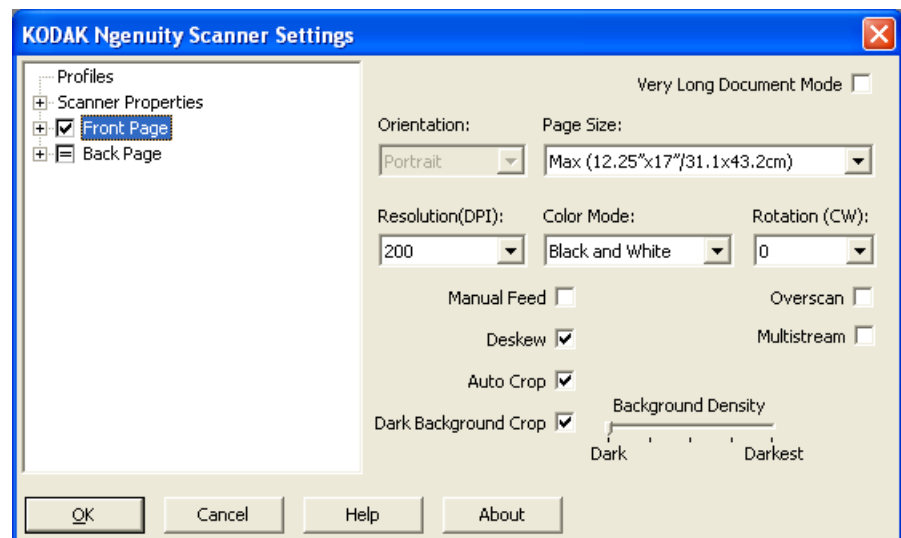 KODAK Ngenuity Scanner Settings
Profiles
Scanner Properties
Front Page
Back Page
Very Long Document Mode
Orientation:
Page Size:
Portrait
Max (12.25"x17"/31.1x43.2cm)
Resolution(DPI):
Color Mode:
Rotation (CW):
200
Black and White
0
Manual Feed
Overscan
Deskew
Multistream
Auto Crop
Dark Background Crop
Background Density
Dark
Darkest
OK
Cancel
Help
About